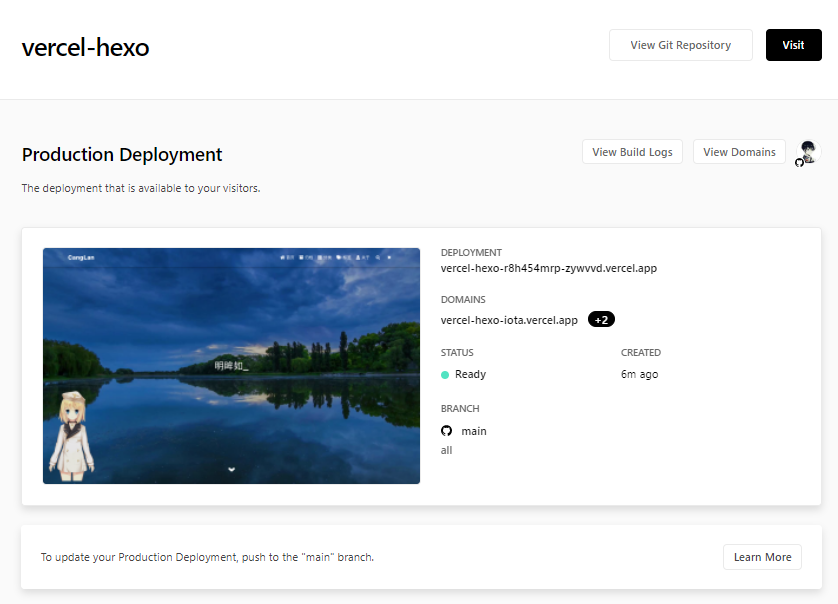 vercel-hexo
View Git Repository
Visit
Production Deployment
View Build Logs
View Domains
The deployment that is available to your visitors.
CangLan
明眸如_
DEPLOYMENT
vercel-hexo-r8h454mrp-zywvvd.vercel.app
DOMAINS
vercel-hexo-iota.vercel.app +2
STATUS
Ready
CREATED
6m ago
BRANCH
main
all
To update your Production Deployment, push to the "main" branch.
Learn More